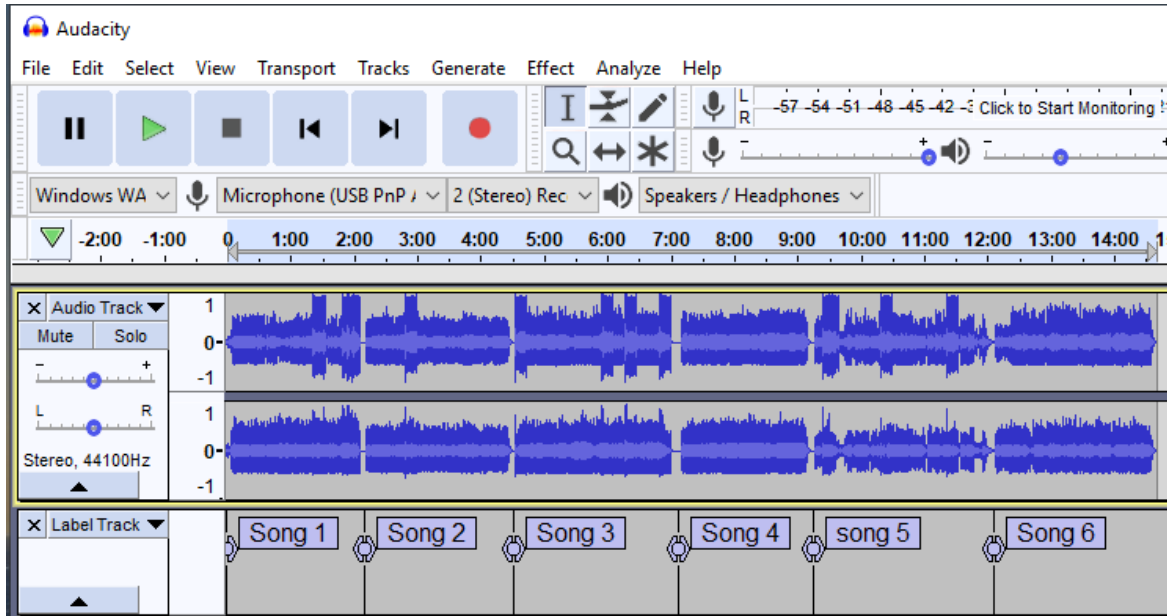 Audacity
File Edit Select View Transport Tracks Generate Effect Analyze Help
L
R
-57 -54 -51 -48 -45 -42 Click to Start Monitoring
- +
-
Windows WA
Microphone (USB PnP
2 (Stereo) Rec
Speakers / Headphones
-2:00 -1:00 0 1:00 2:00 3:00 4:00 5:00 6:00 7:00 8:00 9:00 10:00 11:00 12:00 13:00 14:00 1
x Audio Track
Mute Solo
- +
L R
Stereo, 44100Hz
1
0-
-1
1
0-
-1
x Label Track
Song 1 Song 2 Song 3 Song 4 song 5 Song 6